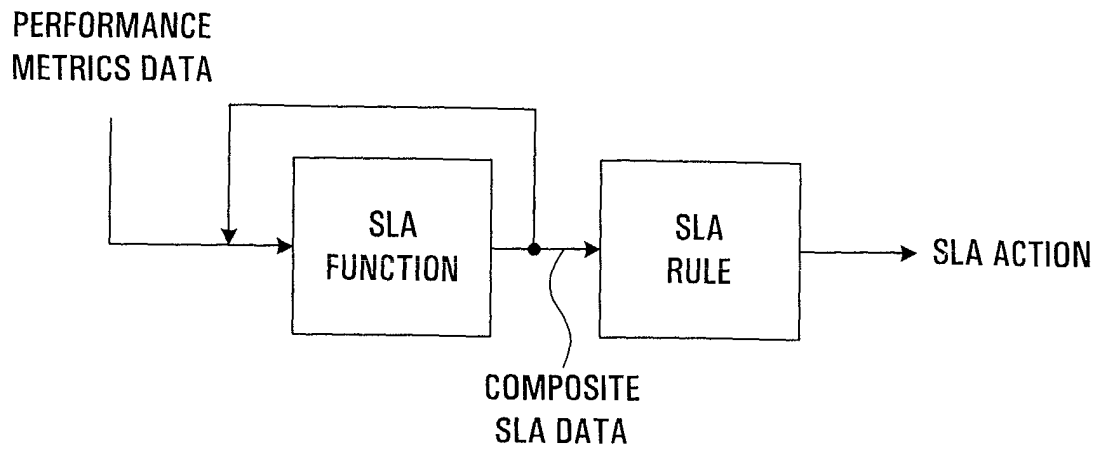 PERFORMANCE
METRICS DATA
SLA
FUNCTION
SLA
RULE
SLA ACTION
COMPOSITE
SLA DATA